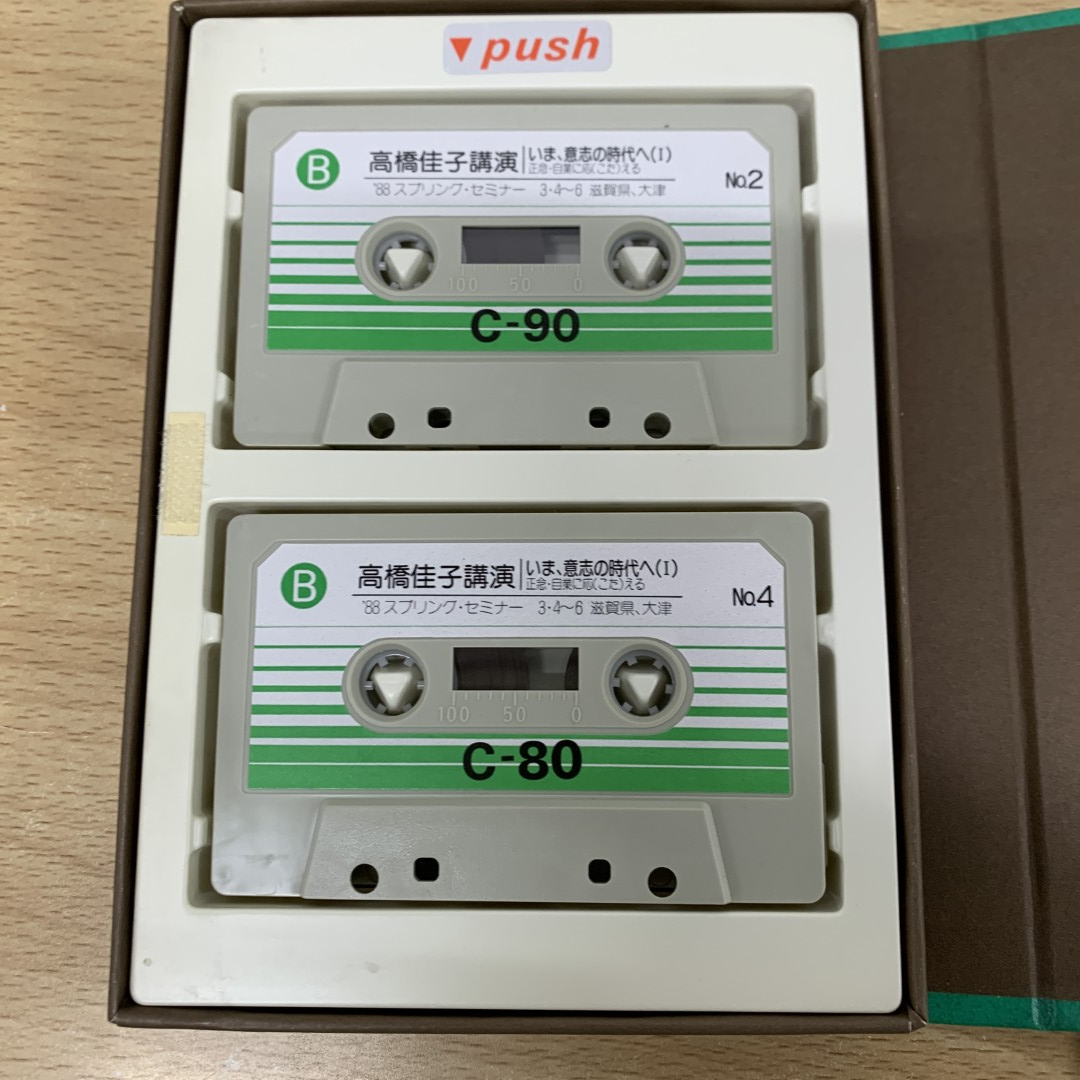 ▼push
B
高橋佳子講演
いま、意志の時代へ(I)
正念・自業に応(こた)える
'88 スプリング・セミナー 3・4〜6 滋賀県、大津
No.2
100 50 0
C-90
B
高橋佳子講演
いま、意志の時代へ(I)
正念・自業に応(こた)える
'88 スプリング・セミナー 3・4〜6 滋賀県、大津
No.4
100 50 0
C-80